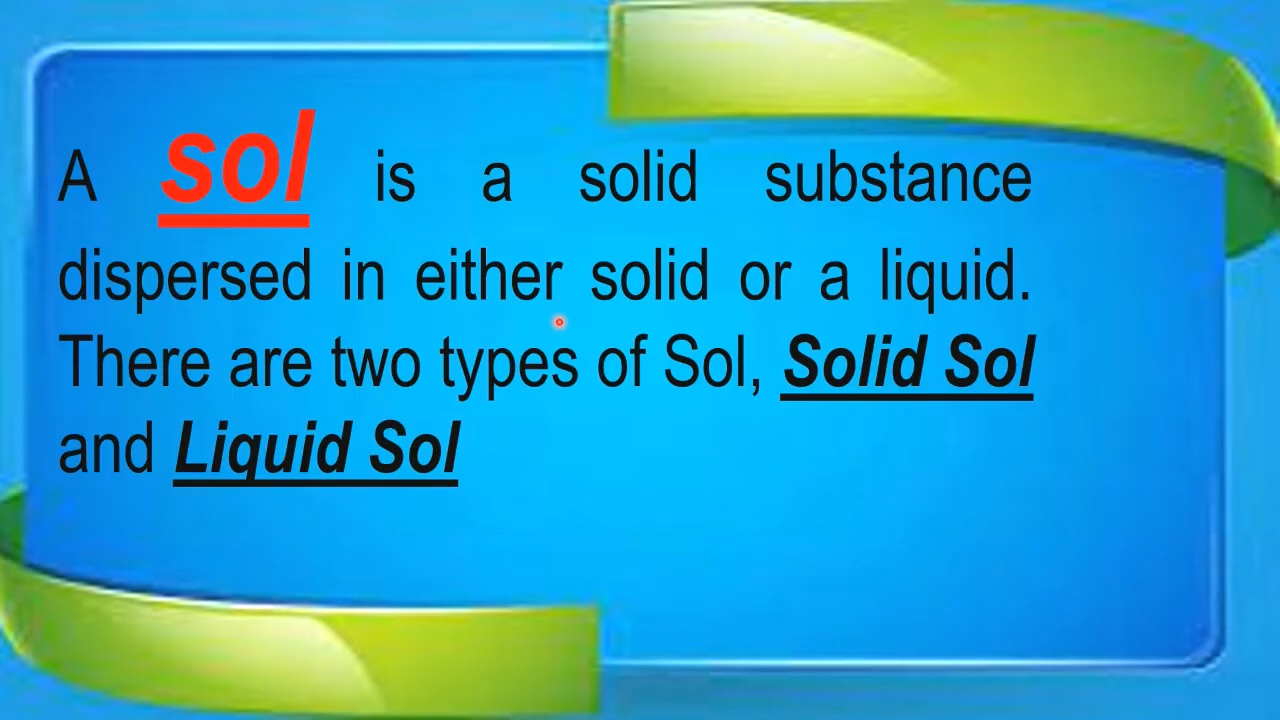 A sol is a solid substance
dispersed in either solid or a liquid.
There are two types of Sol, Solid Sol
and Liquid Sol